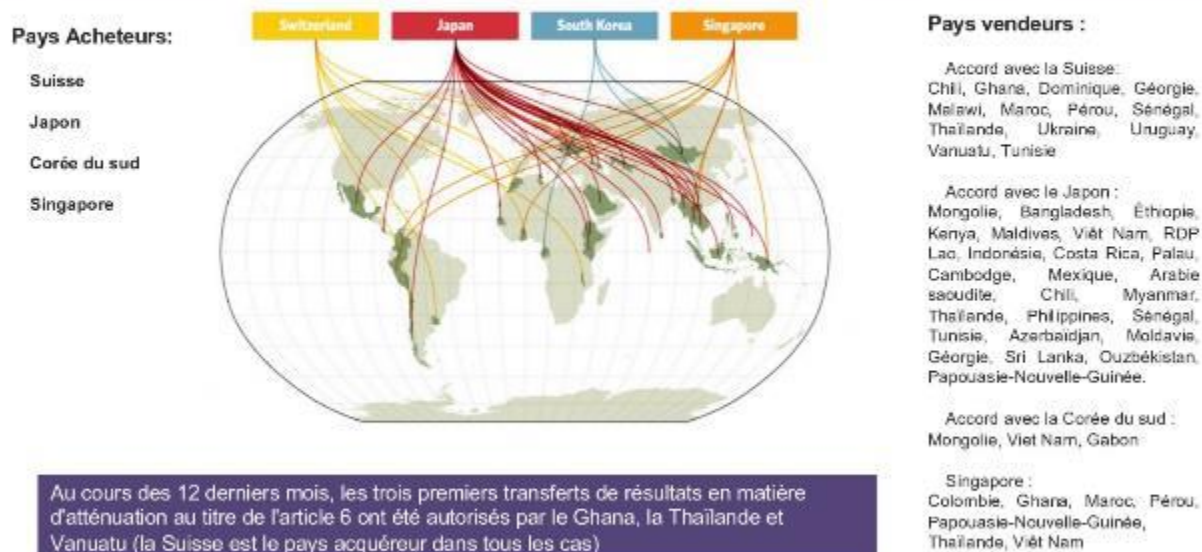 Pays Acheteurs:
Suisse
Japon
Corée du sud
Singapore
Switzerland
Japan
South Korea
Singapore
Au cours des 12 derniers mois, les trois premiers transferts de résultats en matière
d'atténuation au titre de l'article 6 ont été autorisés par le Ghana, la Thaïlande et
Vanuatu (la Suisse est le pays acquéreur dans tous les cas)
Pays vendeurs :
Accord avec la Suisse:
Chili, Ghana, Dominique, Géorgie,
Malawi, Maroc, Pérou, Sénégal,
Thaïlande, Ukraine, Uruguay,
Vanuatu, Tunisie
Accord avec le Japon :
Mongolie, Bangladesh, Éthiopie,
Kenya, Maldives, Viêt Nam, RDP
Lao, Indonésie, Costa Rica, Palau,
Cambodge, Mexique, Arabie
saoudite, Chili, Myanmar,
Thaïlande, Philippines, Sénégal,
Tunisie, Azerbaïdjan, Moldavie,
Géorgie, Sri Lanka, Ouzbékistan,
Papouasie-Nouvelle-Guinée.
Accord avec la Corée du sud :
Mongolie, Viet Nam, Gabon
Singapore :
Colombie, Ghana, Maroc, Pérou,
Papouasie-Nouvelle-Guinée,
Thaïlande, Viêt Nam